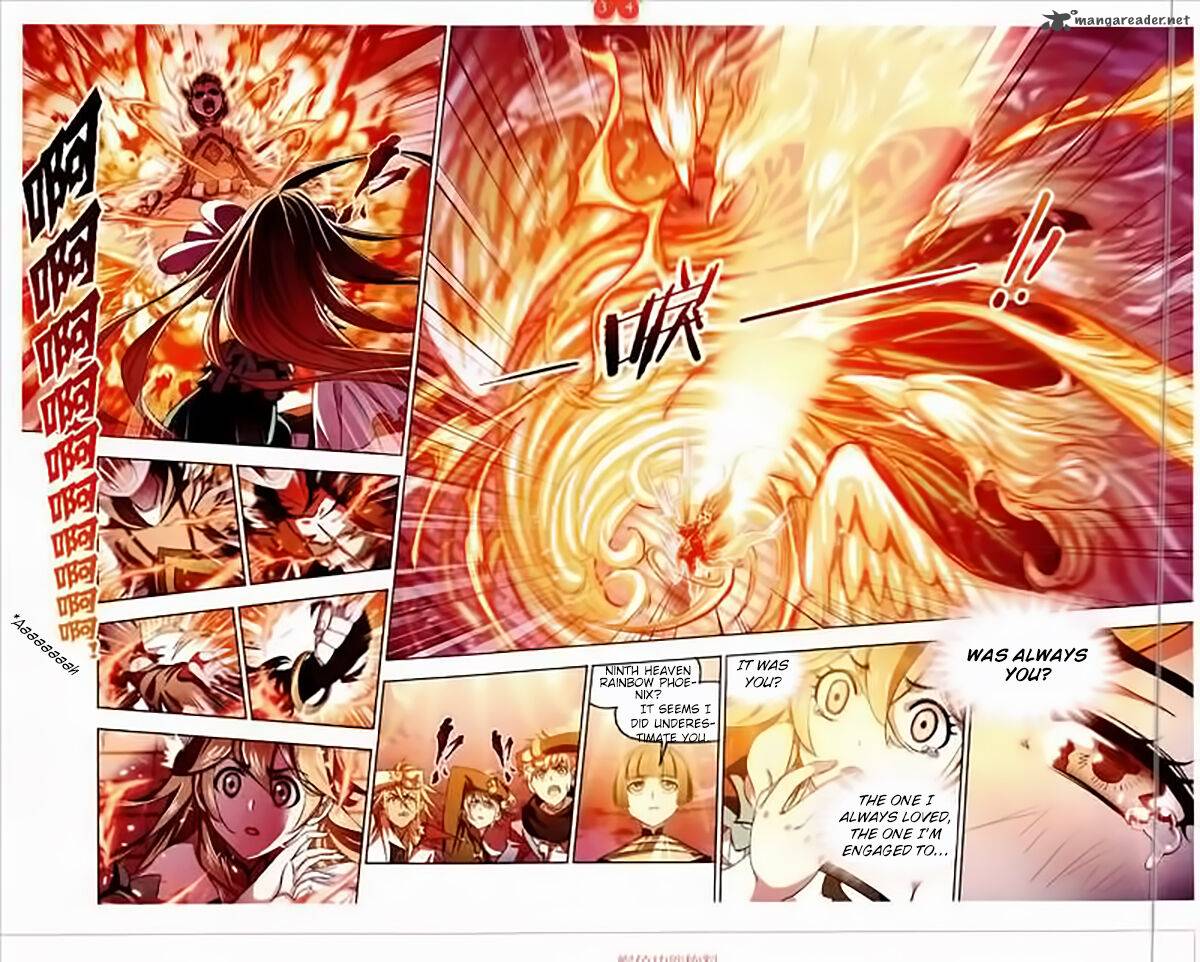 3 4
mangareader.net
啊
啊
啊
啊
啊
啊
啊
啊
啊
*Aaaaaaaah
唳
!!
NINTH HEAVEN
RAINBOW PHOE-
NIX?
IT SEEMS I
DID UNDERES-
TIMATE YOU
IT WAS
YOU?
THE ONE I
ALWAYS LOVED,
THE ONE I'M
ENGAGED TO...
WAS ALWAYS
YOU?